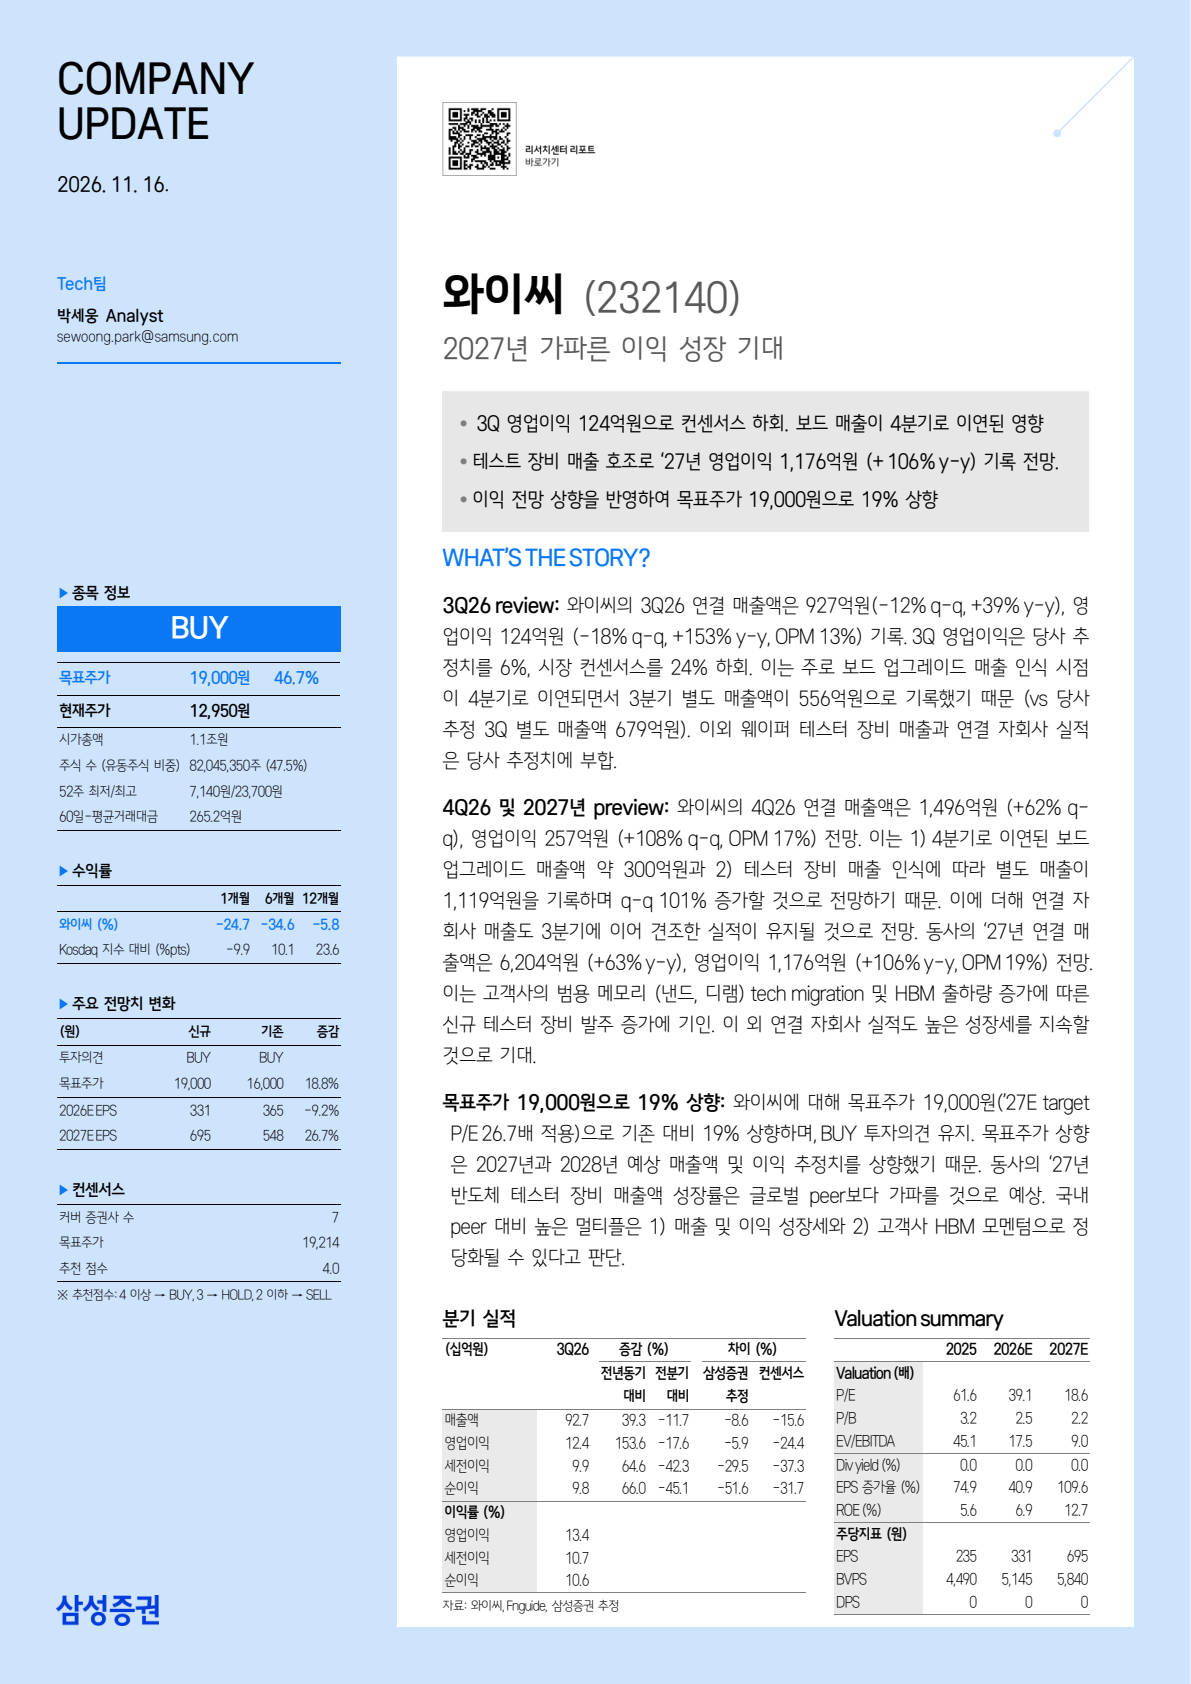 COMPANY
UPDATE
2026. 11. 16.
Tech팀
박세웅 Analyst
sewoong.park@samsung.com
▶ 종목 정보
BUY
목표주가 19,000원 46.7%
현재주가 12,950원
시가총액 1.1조원
주식 수 (유동주식 비중) 82,045,350주 (47.5%)
52주 최저/최고 7,140원/23,700원
60일-평균거래대금 265.2억원
▶ 수익률
1개월 6개월 12개월
와이씨 (%) -24.7 -34.6 -5.8
Kosdaq 지수 대비 (%pts) -9.9 10.1 23.6
▶ 주요 전망치 변화
(원) 신규 기존 증감
투자의견 BUY BUY
목표주가 19,000 16,000 18.8%
2026E EPS 331 365 -9.2%
2027E EPS 695 548 26.7%
▶ 컨센서스
커버 증권사 수 7
목표주가 19,214
추천 점수 4.0
※ 추천점수: 4 이상 → BUY, 3 → HOLD, 2 이하 → SELL
삼성증권
리서치센터 리포트
바로가기
와이씨 (232140)
2027년 가파른 이익 성장 기대
• 3Q 영업이익 124억원으로 컨센서스 하회. 보드 매출이 4분기로 이연된 영향
• 테스트 장비 매출 호조로 ‘27년 영업이익 1,176억원 (+106% y-y) 기록 전망.
• 이익 전망 상향을 반영하여 목표주가 19,000원으로 19% 상향
WHAT’S THE STORY?
3Q26 review: 와이씨의 3Q26 연결 매출액은 927억원(-12% q-q, +39% y-y), 영
업이익 124억원 (-18% q-q, +153% y-y, OPM 13%) 기록. 3Q 영업이익은 당사 추
정치를 6%, 시장 컨센서스를 24% 하회. 이는 주로 보드 업그레이드 매출 인식 시점
이 4분기로 이연되면서 3분기 별도 매출액이 556억원으로 기록했기 때문 (vs 당사
추정 3Q 별도 매출액 679억원). 이외 웨이퍼 테스터 장비 매출과 연결 자회사 실적
은 당사 추정치에 부합.
4Q26 및 2027년 preview: 와이씨의 4Q26 연결 매출액은 1,496억원 (+62% q-
q), 영업이익 257억원 (+108% q-q, OPM 17%) 전망. 이는 1) 4분기로 이연된 보드
업그레이드 매출액 약 300억원과 2) 테스터 장비 매출 인식에 따라 별도 매출이
1,119억원을 기록하며 q-q 101% 증가할 것으로 전망하기 때문. 이에 더해 연결 자
회사 매출도 3분기에 이어 견조한 실적이 유지될 것으로 전망. 동사의 ‘27년 연결 매
출액은 6,204억원 (+63% y-y), 영업이익 1,176억원 (+106% y-y, OPM 19%) 전망.
이는 고객사의 범용 메모리 (낸드, 디램) tech migration 및 HBM 출하량 증가에 따른
신규 테스터 장비 발주 증가에 기인. 이 외 연결 자회사 실적도 높은 성장세를 지속할
것으로 기대.
목표주가 19,000원으로 19% 상향: 와이씨에 대해 목표주가 19,000원(’27E target
P/E 26.7배 적용)으로 기존 대비 19% 상향하며, BUY 투자의견 유지. 목표주가 상향
은 2027년과 2028년 예상 매출액 및 이익 추정치를 상향했기 때문. 동사의 ‘27년
반도체 테스터 장비 매출액 성장률은 글로벌 peer보다 가파를 것으로 예상. 국내
peer 대비 높은 멀티플은 1) 매출 및 이익 성장세와 2) 고객사 HBM 모멘텀으로 정
당화될 수 있다고 판단.
분기 실적
(십억원) 3Q26 증감 (%) 차이 (%)
전년동기 전분기 삼성증권 컨센서스
대비 대비 추정
매출액 92.7 39.3 -11.7 -8.6 -15.6
영업이익 12.4 153.6 -17.6 -5.9 -24.4
세전이익 9.9 64.6 -42.3 -29.5 -37.3
순이익 9.8 66.0 -45.1 -51.6 -31.7
이익률 (%)
영업이익 13.4
세전이익 10.7
순이익 10.6
자료: 와이씨, Fnguide, 삼성증권 추정
Valuation summary
2025 2026E 2027E
Valuation (배)
P/E 61.6 39.1 18.6
P/B 3.2 2.5 2.2
EV/EBITDA 45.1 17.5 9.0
Div yield (%) 0.0 0.0 0.0
EPS 증가율 (%) 74.9 40.9 109.6
ROE (%) 5.6 6.9 12.7
주당지표 (원)
EPS 235 331 695
BVPS 4,490 5,145 5,840
DPS 0 0 0